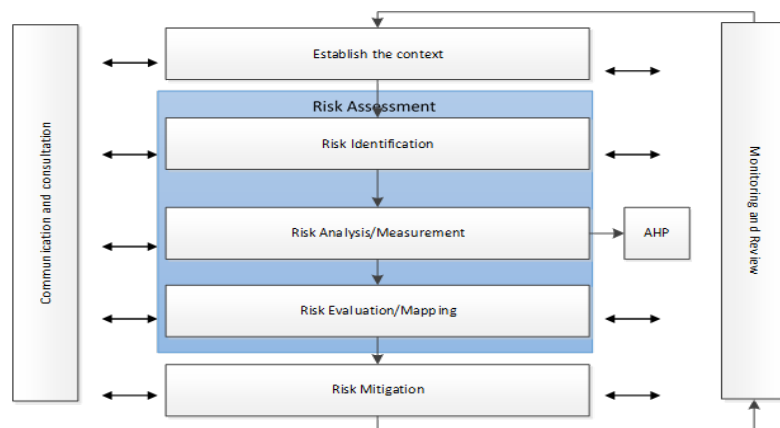 Establish the context
Risk Assessment
Risk Identification
Risk Analysis/Measurement
AHP
Risk Evaluation/Mapping
Risk Mitigation
Communication and consultation
Monitoring and Review